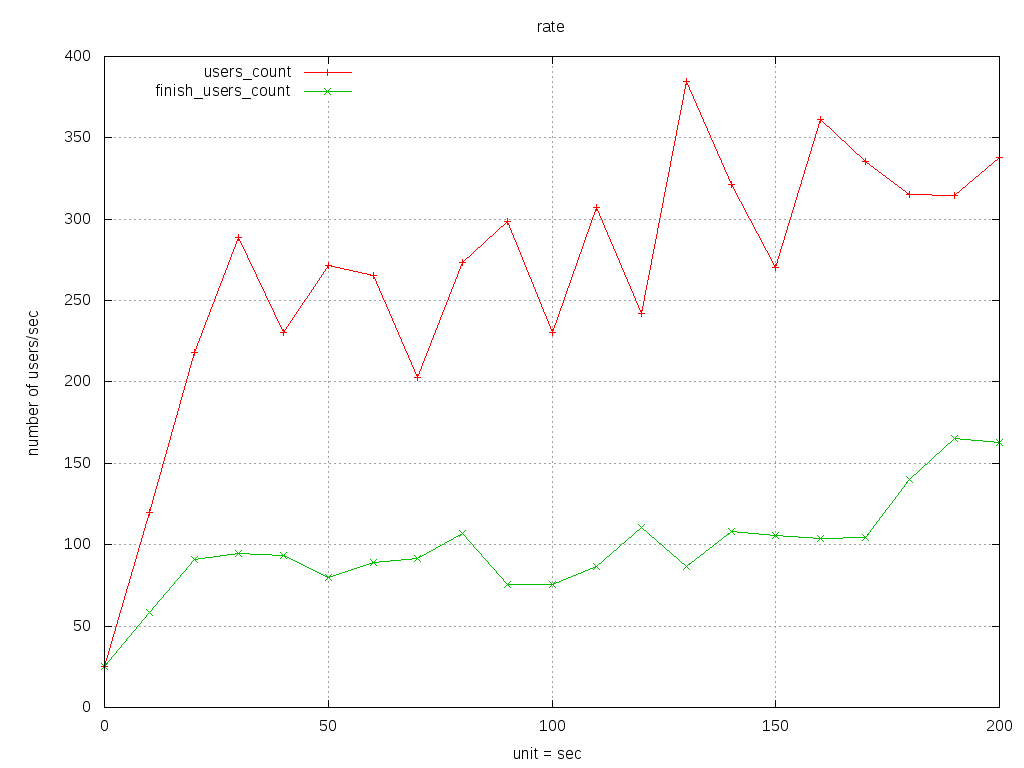 rate
400
users_count
finish_users_count
350
300
250
number of users/sec
200
150
100
50
0
0 50 100 150 200
unit = sec